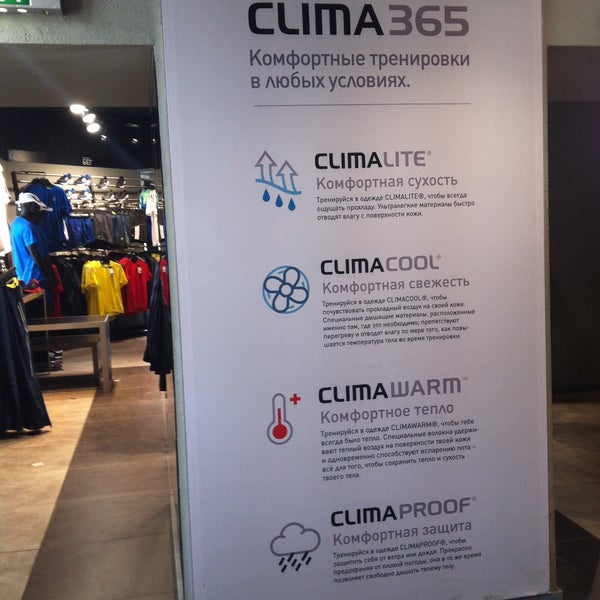 CLIMA365
Комфортные тренировки
в любых условиях.
CLIMALITE®
Комфортная сухость
Тренируйся в одежде CLIMALITE®, чтобы всегда
ощущать прохладу. Ультралегкие материалы быстро
отводят влагу с поверхности кожи.
CLIMACOOL®
Комфортная свежесть
Тренируйся в одежде CLIMACOOL®, чтобы
почувствовать прохладный воздух на своей коже.
Специальные дышащие материалы, расположенные
именно там, где это необходимо, препятствуют
перегреву и отводят влагу по мере того, как повы-
шается температура тела во время тренировки.
CLIMAWARM™
Комфортное тепло
Тренируйся в одежде CLIMAWARM®, чтобы тебе
всегда было тепло. Специальные волокна удержи-
вают теплый воздух на поверхности твоей кожи
и одновременно способствуют испарению пота –
всё для того, чтобы сохранить тепло и сухость
твоего тела.
CLIMAPROOF®
Комфортная защита
Тренируйся в одежде CLIMAPROOF®, чтобы
защитить себя от ветра или дождя. Прекрасно
предохраняя от плохой погоды, она в то же время
позволяет свободно дышать твоему телу.
БЕГ